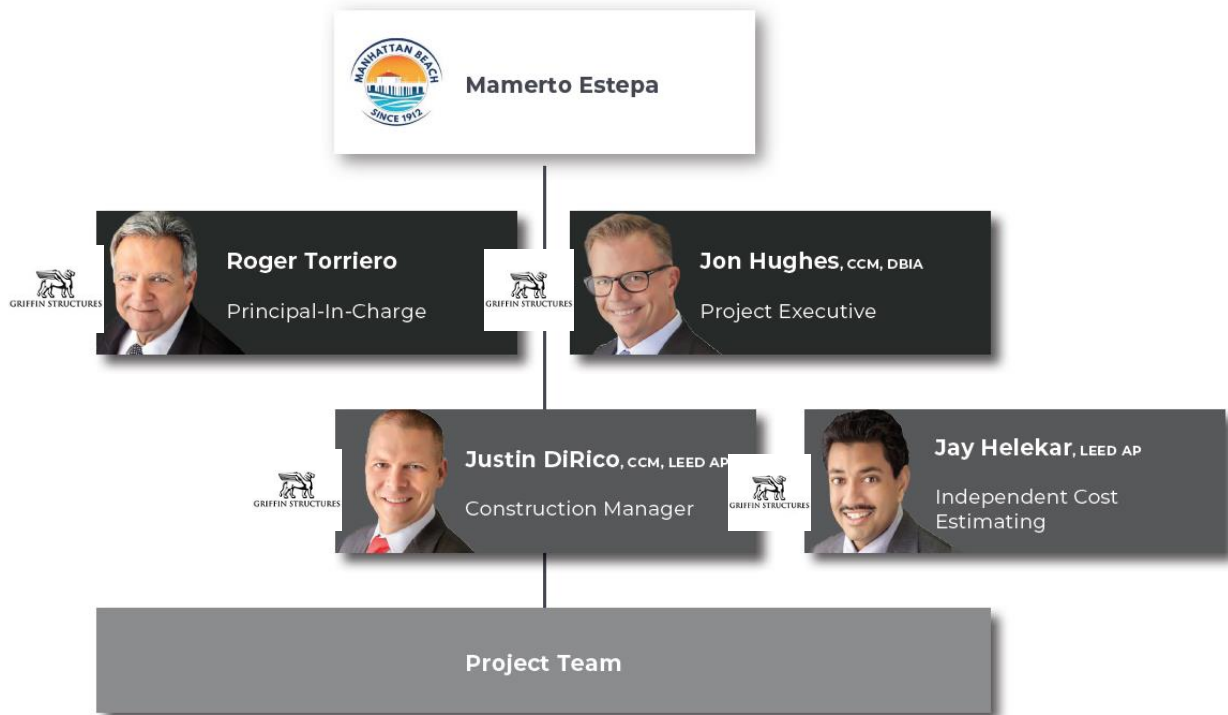 MANHATTAN BEACH
SINCE 1912
Mamerto Estepa
GRIFFIN STRUCTURES
Roger Torriero
Principal-In-Charge
GRIFFIN STRUCTURES
Jon Hughes, CCM, DBIA
Project Executive
GRIFFIN STRUCTURES
Justin DiRico, CCM, LEED AP
Construction Manager
GRIFFIN STRUCTURES
Jay Helekar, LEED AP
Independent Cost
Estimating
Project Team